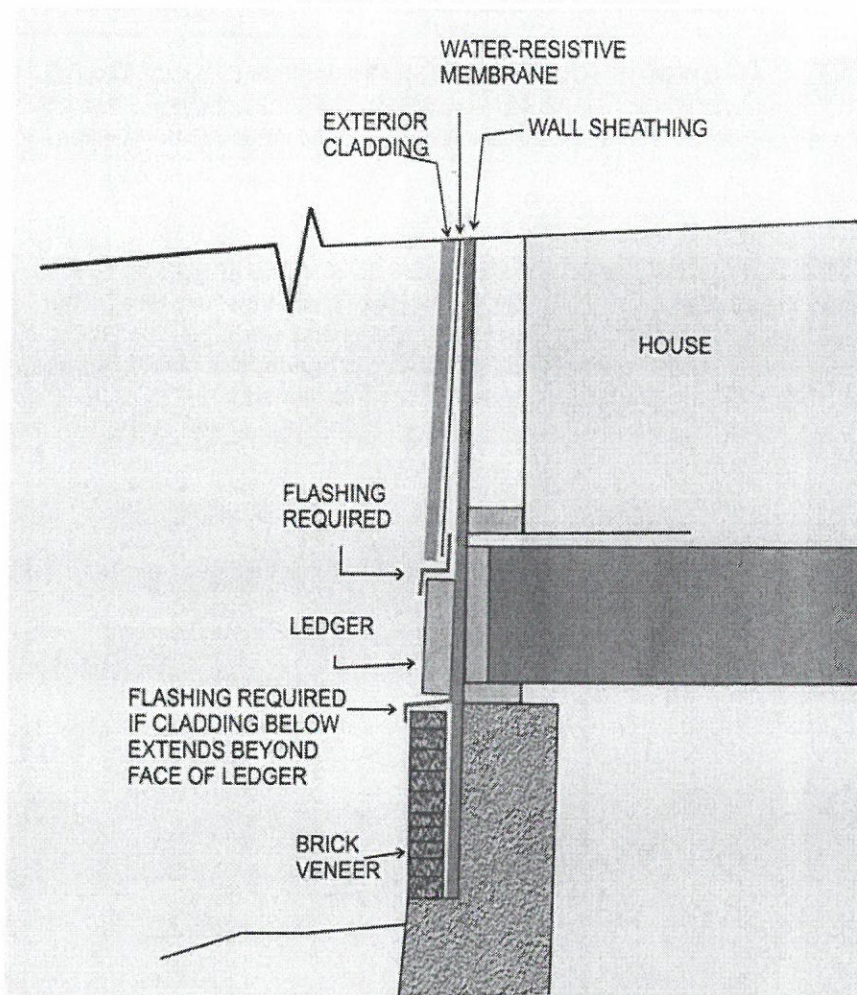 WATER-RESISTIVE
MEMBRANE
EXTERIOR
CLADDING
WALL SHEATHING
HOUSE
FLASHING
REQUIRED
LEDGER
FLASHING REQUIRED
IF CLADDING BELOW
EXTENDS BEYOND
FACE OF LEDGER
BRICK
VENEER